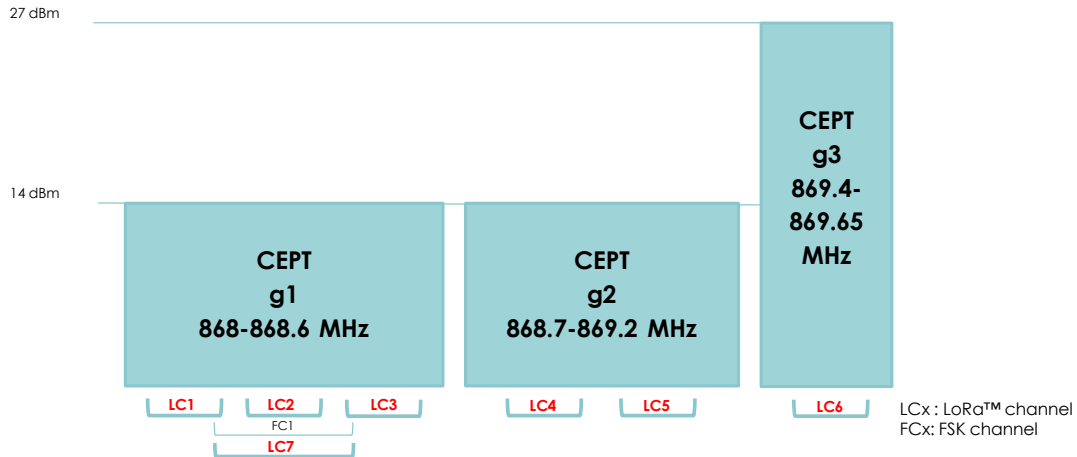 27 dBm
14 dBm
CEPT
g1
868-868.6 MHz
CEPT
g2
868.7-869.2 MHz
CEPT
g3
869.4-
869.65
MHz
LC1
LC2
LC3
LC4
LC5
LC6
FC1
LC7
LCx : LoRa™ channel
FCx: FSK channel